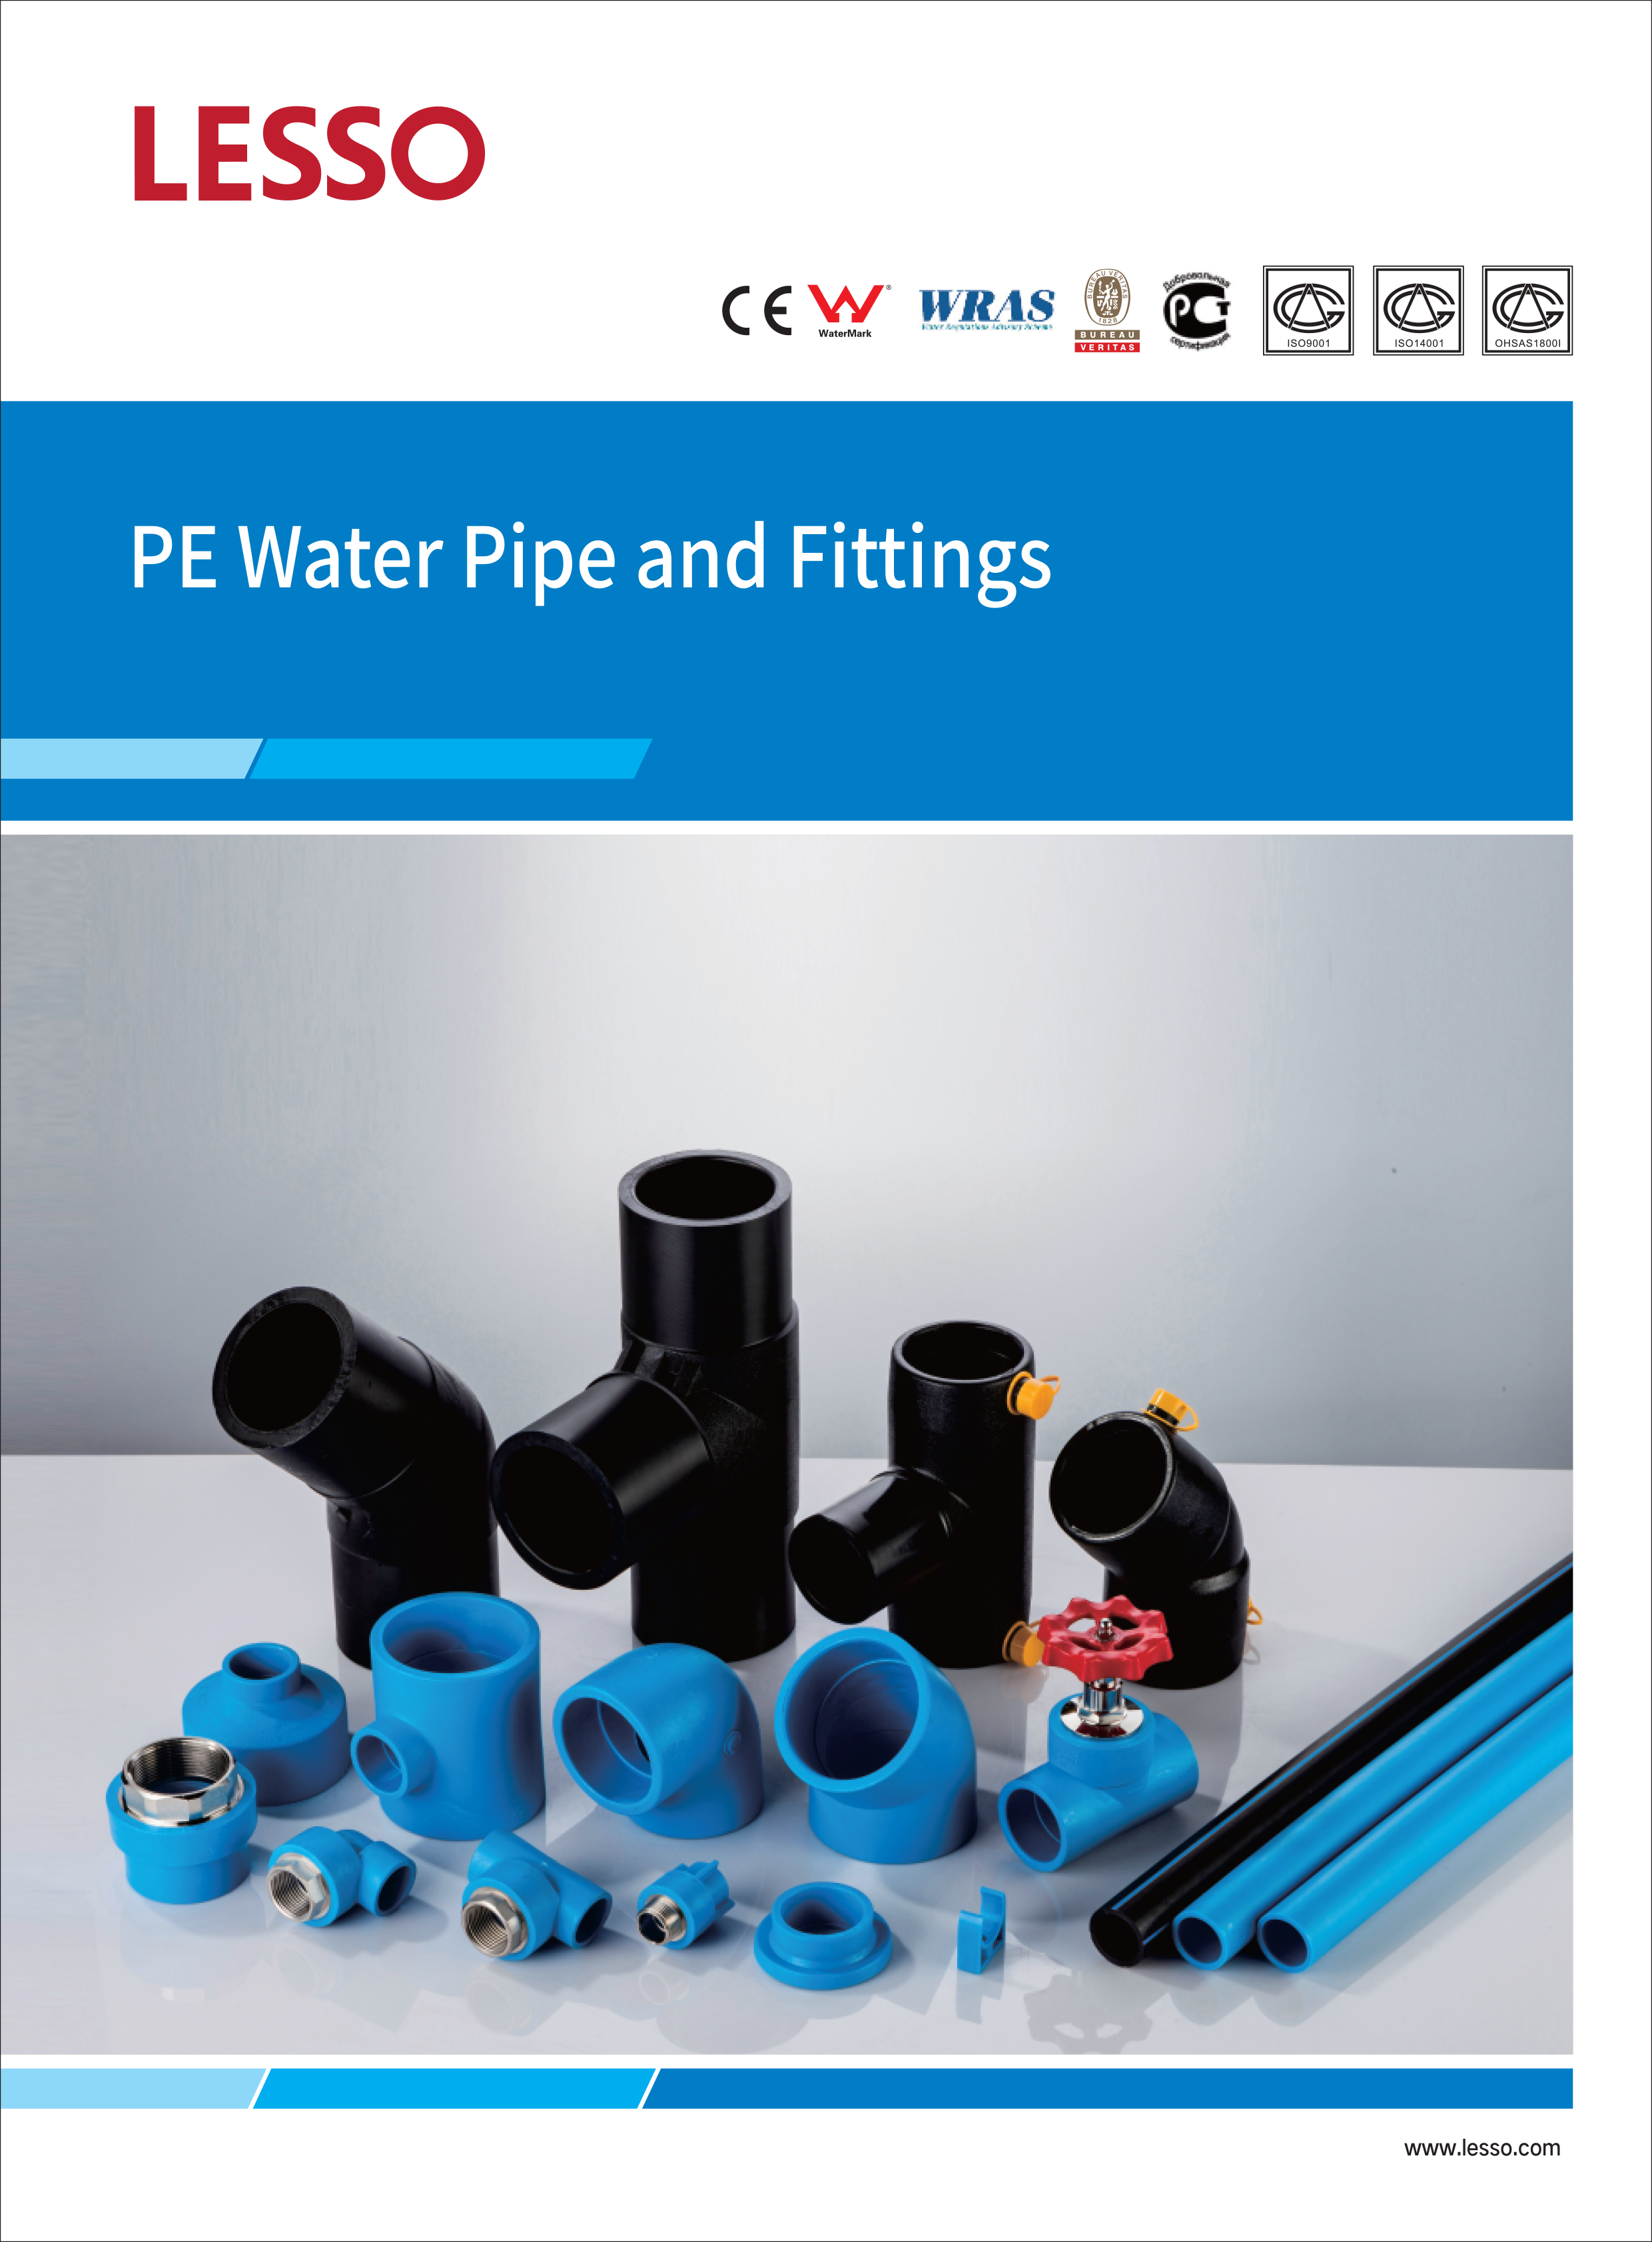 LESSO
CE
WaterMark
®
WRAS
Water Regulations Advisory Scheme
BUREAU VERITAS
1828
BUREAU
VERITAS
Добровольная
РСТ
сертификация
ISO9001
ISO14001
OHSAS1800I
PE Water Pipe and Fittings
www.lesso.com